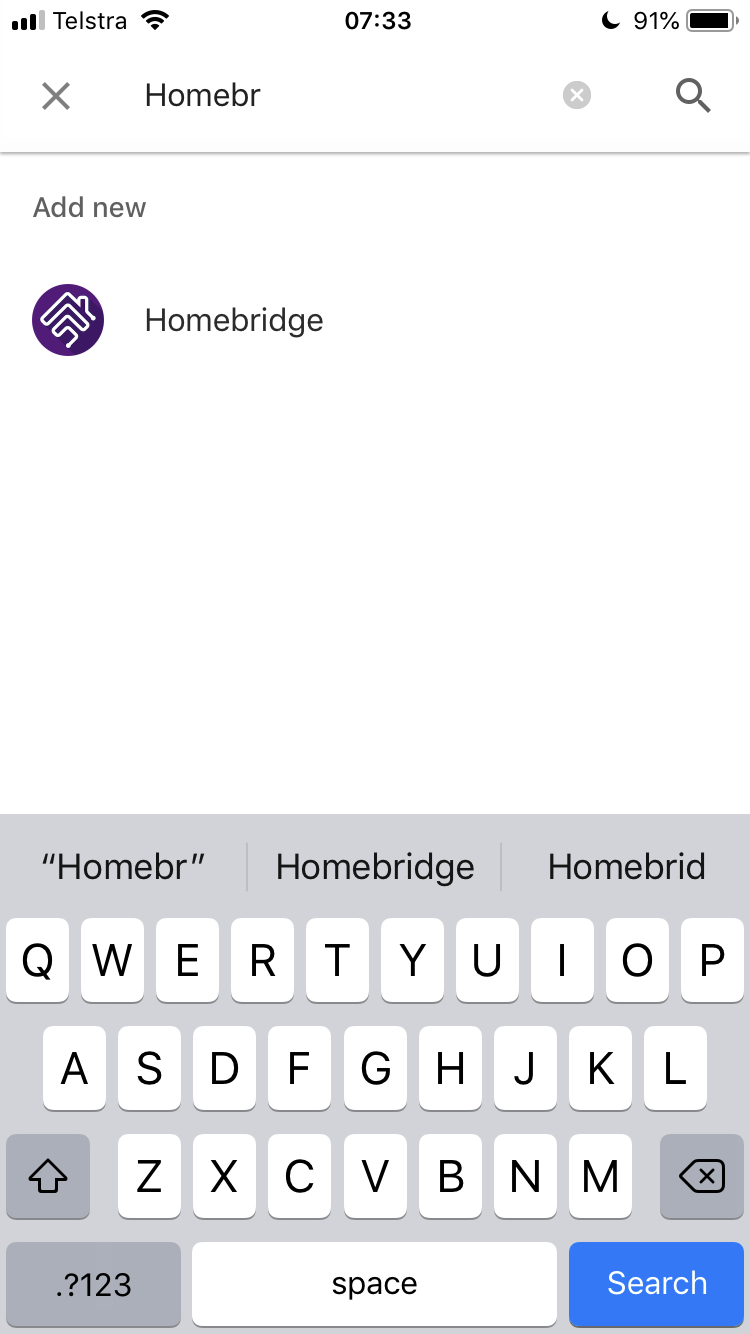 Telstra 07:33 91%
Homebr
Add new
Homebridge
“Homebr” Homebridge Homebrid
Q W E R T Y U I O P
A S D F G H J K L
Z X C V B N M
.?123 space Search